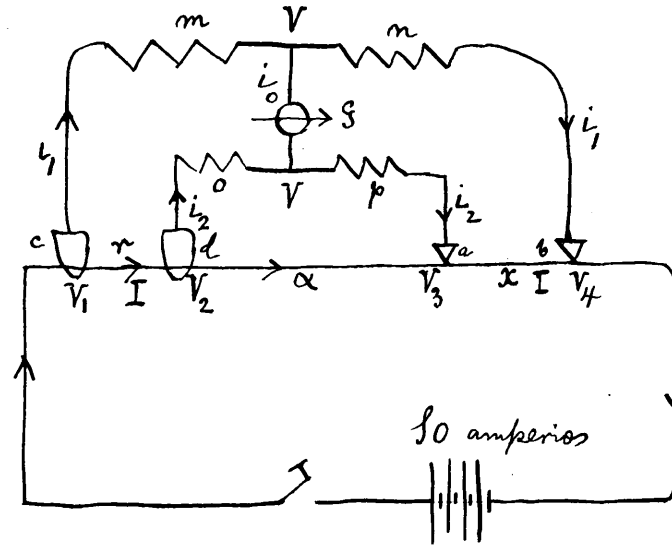 m V n
i₀
g
i₁ i₁
o V p
i₂ i₂
c d a b
r
V₁ I V₂ α V₃ x I V₄
50 amperios